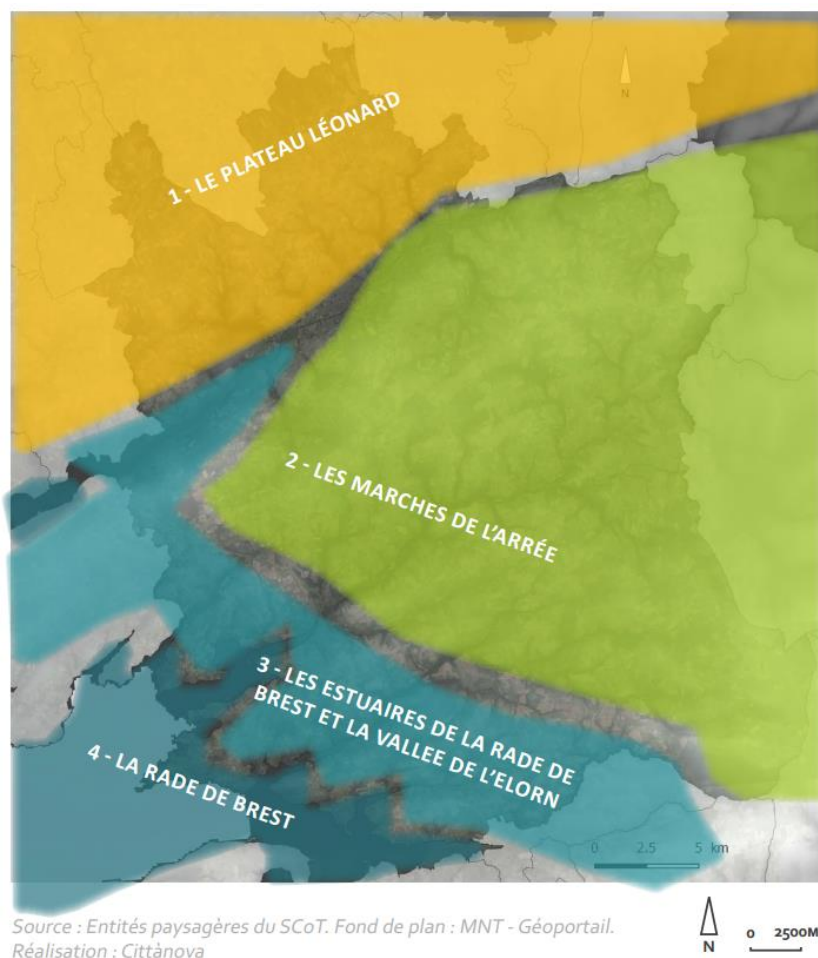 N
1 - LE PLATEAU LÉONARD
2 - LES MARCHES DE L'ARRÉE
3 - LES ESTUAIRES DE LA RADE DE
BREST ET LA VALLEE DE L'ELORN
4 - LA RADE DE BREST
0 2.5 5 km
Source : Entités paysagères du SCoT. Fond de plan : MNT - Géoportail.
Réalisation : Cittànova
N
0 2500M